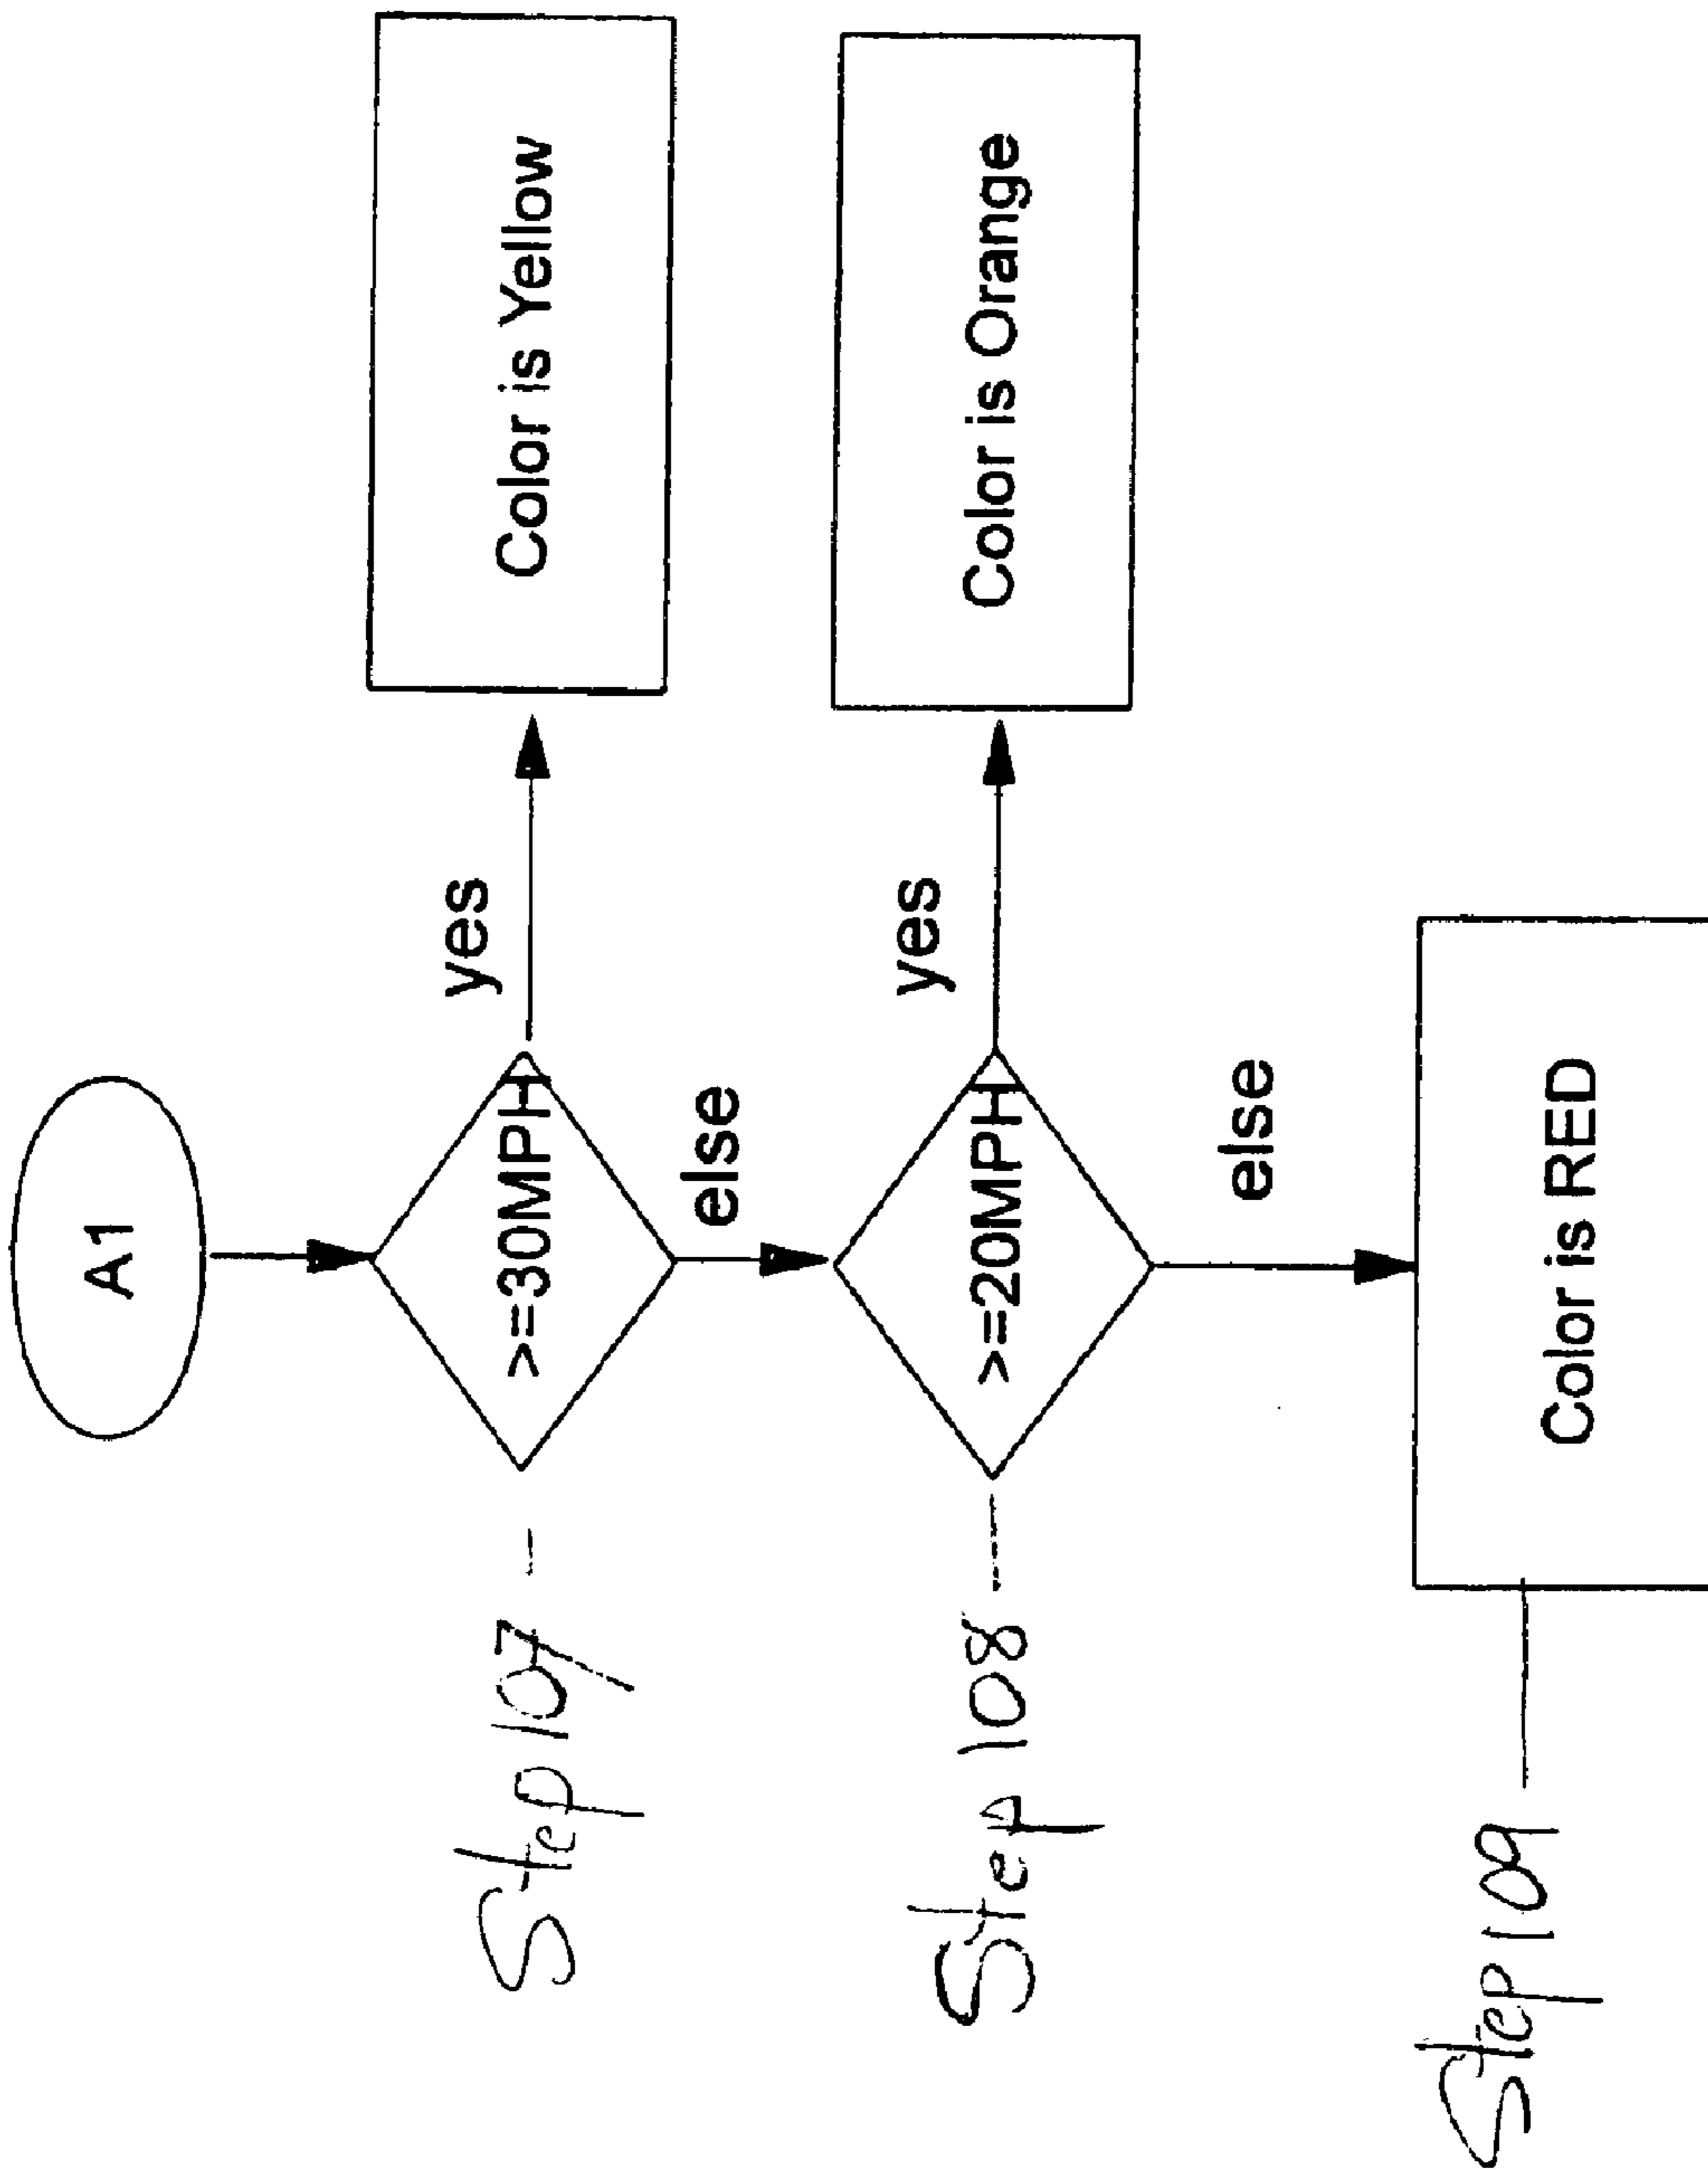 A1
Step 107
>=30MPH
yes
Color is Yellow
else
Step 108
>=20MPH
yes
Color is Orange
else
Step 109
Color is RED